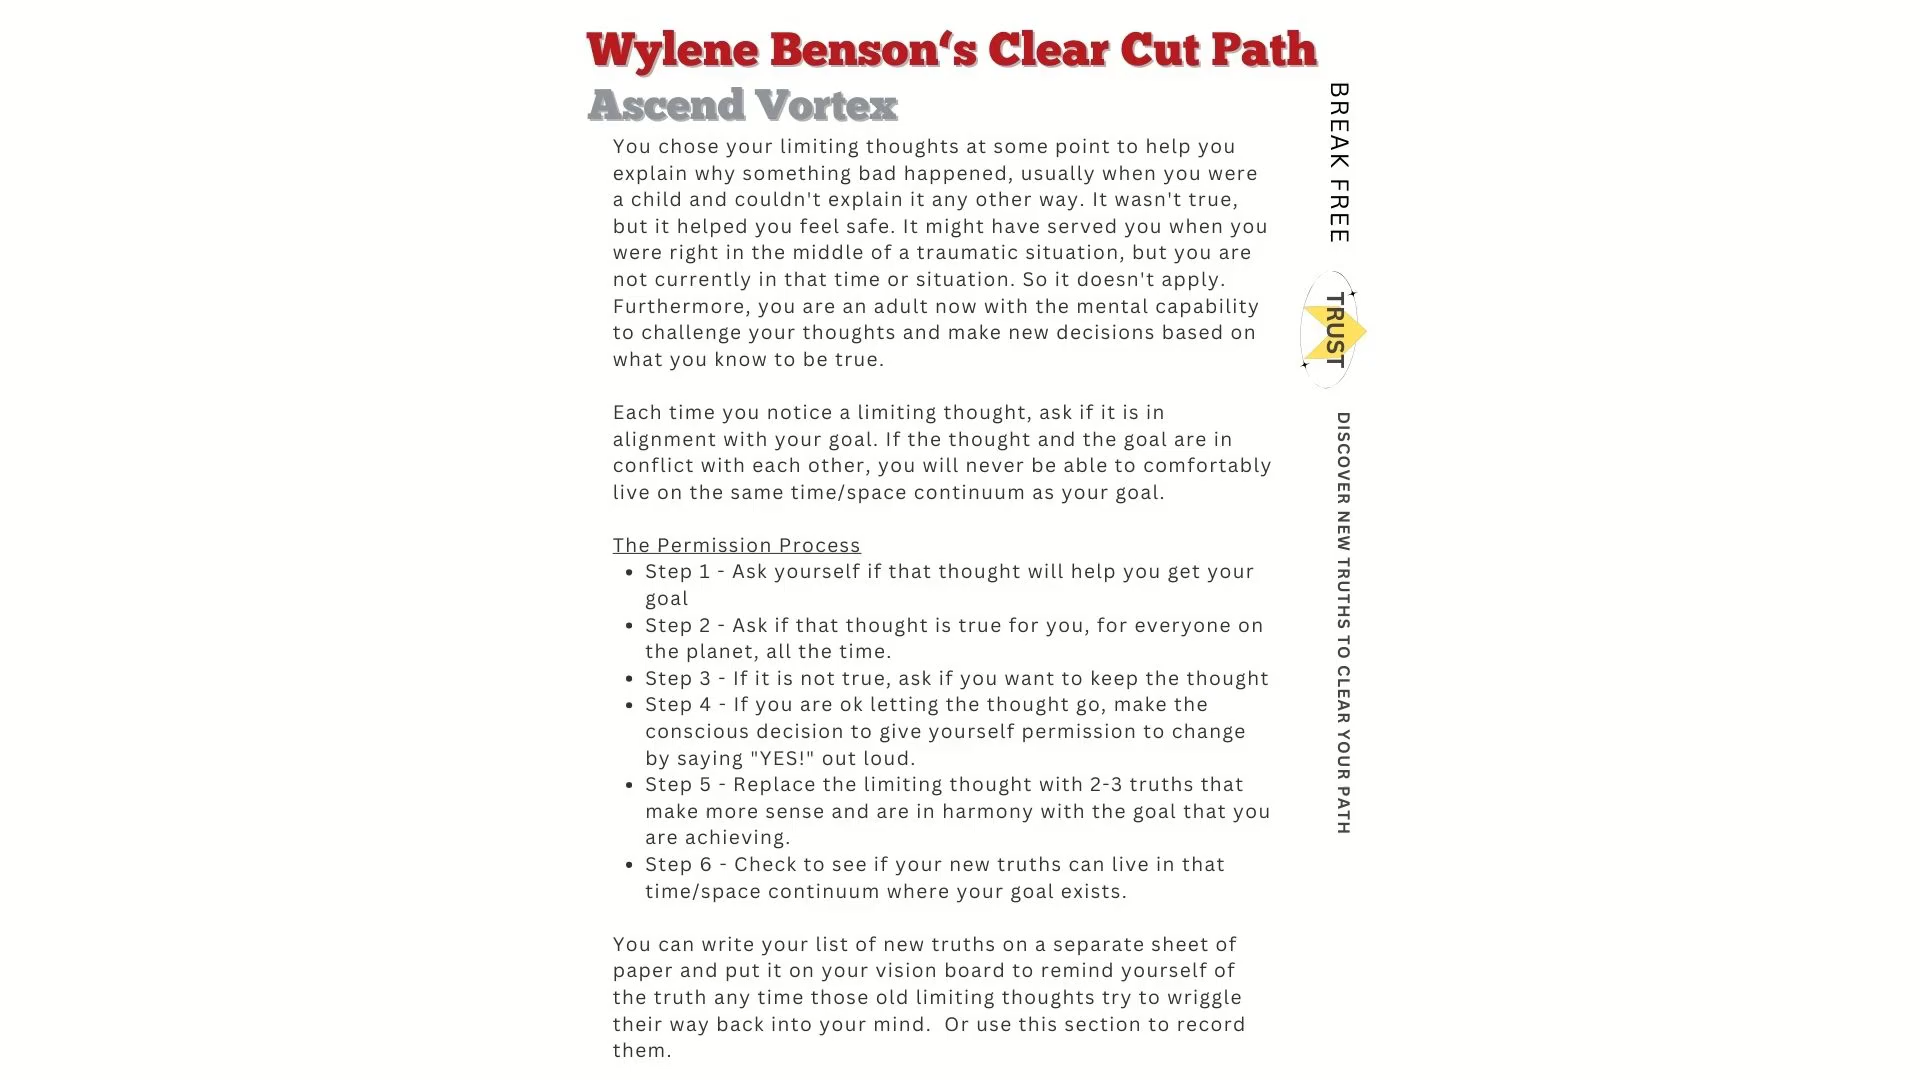 Wylene Benson‘s Clear Cut Path
Ascend Vortex
You chose your limiting thoughts at some point to help you
explain why something bad happened, usually when you were
a child and couldn't explain it any other way. It wasn't true,
but it helped you feel safe. It might have served you when you
were right in the middle of a traumatic situation, but you are
not currently in that time or situation. So it doesn't apply.
Furthermore, you are an adult now with the mental capability
to challenge your thoughts and make new decisions based on
what you know to be true.
Each time you notice a limiting thought, ask if it is in
alignment with your goal. If the thought and the goal are in
conflict with each other, you will never be able to comfortably
live on the same time/space continuum as your goal.
The Permission Process
• Step 1 - Ask yourself if that thought will help you get your
goal
• Step 2 - Ask if that thought is true for you, for everyone on
the planet, all the time.
• Step 3 - If it is not true, ask if you want to keep the thought
• Step 4 - If you are ok letting the thought go, make the
conscious decision to give yourself permission to change
by saying "YES!" out loud.
• Step 5 - Replace the limiting thought with 2-3 truths that
make more sense and are in harmony with the goal that you
are achieving.
• Step 6 - Check to see if your new truths can live in that
time/space continuum where your goal exists.
You can write your list of new truths on a separate sheet of
paper and put it on your vision board to remind yourself of
the truth any time those old limiting thoughts try to wriggle
their way back into your mind.  Or use this section to record
them.
BREAK FREE
TRUST
DISCOVER NEW TRUTHS TO CLEAR YOUR PATH